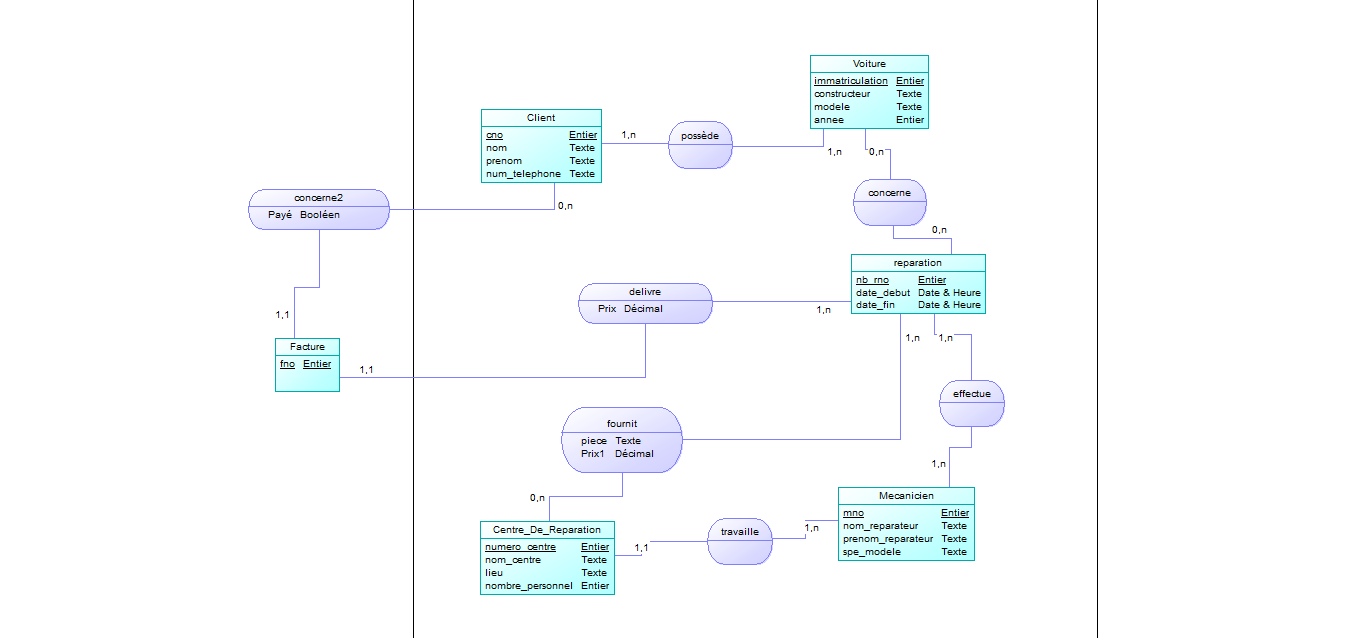 Voiture
immatriculation Entier
constructeur Texte
modele Texte
annee Entier
Client
cno Entier
nom Texte
prenom Texte
num_telephone Texte
1,n
possède
1,n
0,n
concerne
0,n
concerne2
Payé Booléen
0,n
1,1
reparation
nb_rno Entier
date_debut Date & Heure
date_fin Date & Heure
delivre
Prix Décimal
1,n
1,n
1,n
Facture
fno Entier
1,1
effectue
fournit
piece Texte
Prix1 Décimal
1,n
0,n
Mecanicien
mno Entier
nom_reparateur Texte
prenom_reparateur Texte
spe_modele Texte
Centre_De_Reparation
numero_centre Entier
nom_centre Texte
lieu Texte
nombre_personnel Entier
1,1
travaille
1,n